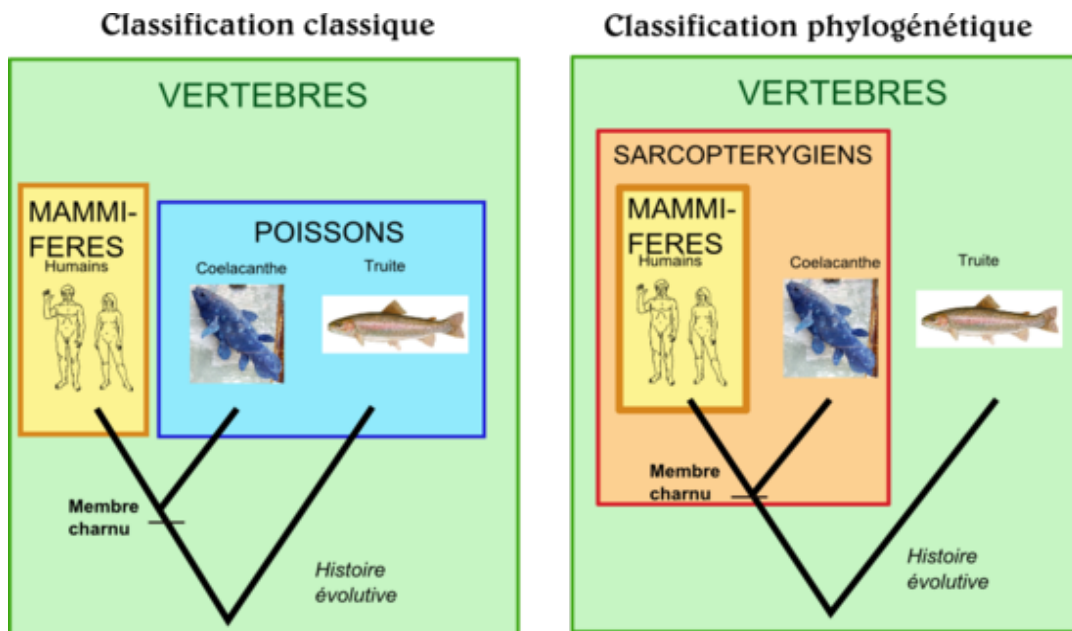 Classification classique
VERTEBRES
MAMMI-
FERES
Humains
POISSONS
Coelacanthe
Truite
Membre
charnu
Histoire
évolutive
Classification phylogénétique
VERTEBRES
SARCOPTERYGIENS
MAMMI-
FERES
Humains
Coelacanthe
Truite
Membre
charnu
Histoire
évolutive